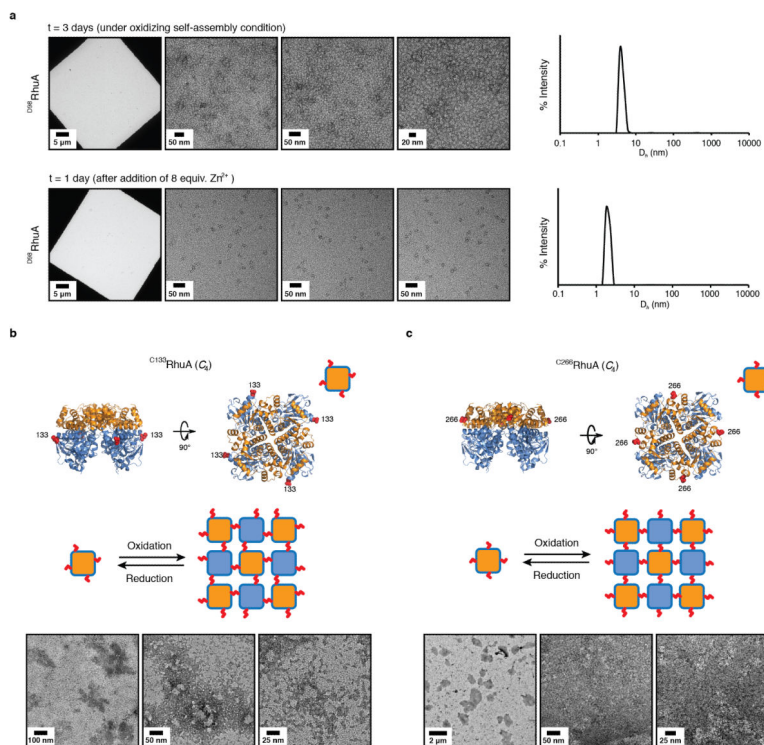 a
t = 3 days (under oxidizing self-assembly condition)
D98RhuA
5 µm
50 nm
50 nm
20 nm
% Intensity
0.1 1 10 100 1000 10000
Dh (nm)
t = 1 day (after addition of 8 equiv. Zn2+ )
D98RhuA
5 µm
50 nm
50 nm
50 nm
% Intensity
0.1 1 10 100 1000 10000
Dh (nm)
b
C133RhuA (C4)
133
133
133
133
133
133
90°
Oxidation
Reduction
100 nm
50 nm
25 nm
c
C266RhuA (C4)
266
266
266
266
266
266
90°
Oxidation
Reduction
2 µm
50 nm
25 nm